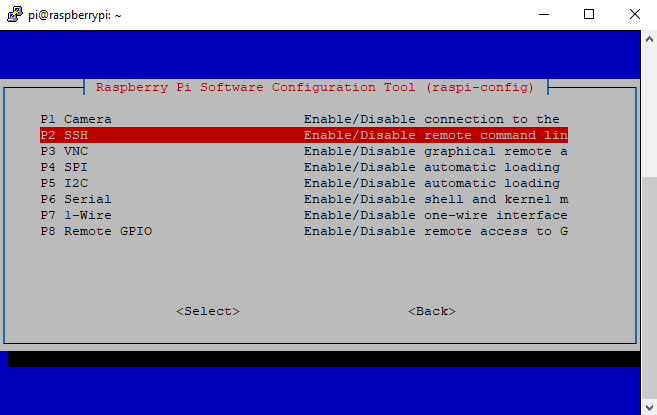 pi@raspberrypi: ~
Raspberry Pi Software Configuration Tool (raspi-config)
P1 Camera Enable/Disable connection to the
P2 SSH Enable/Disable remote command lin
P3 VNC Enable/Disable graphical remote a
P4 SPI Enable/Disable automatic loading
P5 I2C Enable/Disable automatic loading
P6 Serial Enable/Disable shell and kernel m
P7 1-Wire Enable/Disable one-wire interface
P8 Remote GPIO Enable/Disable remote access to G
<Select> <Back>